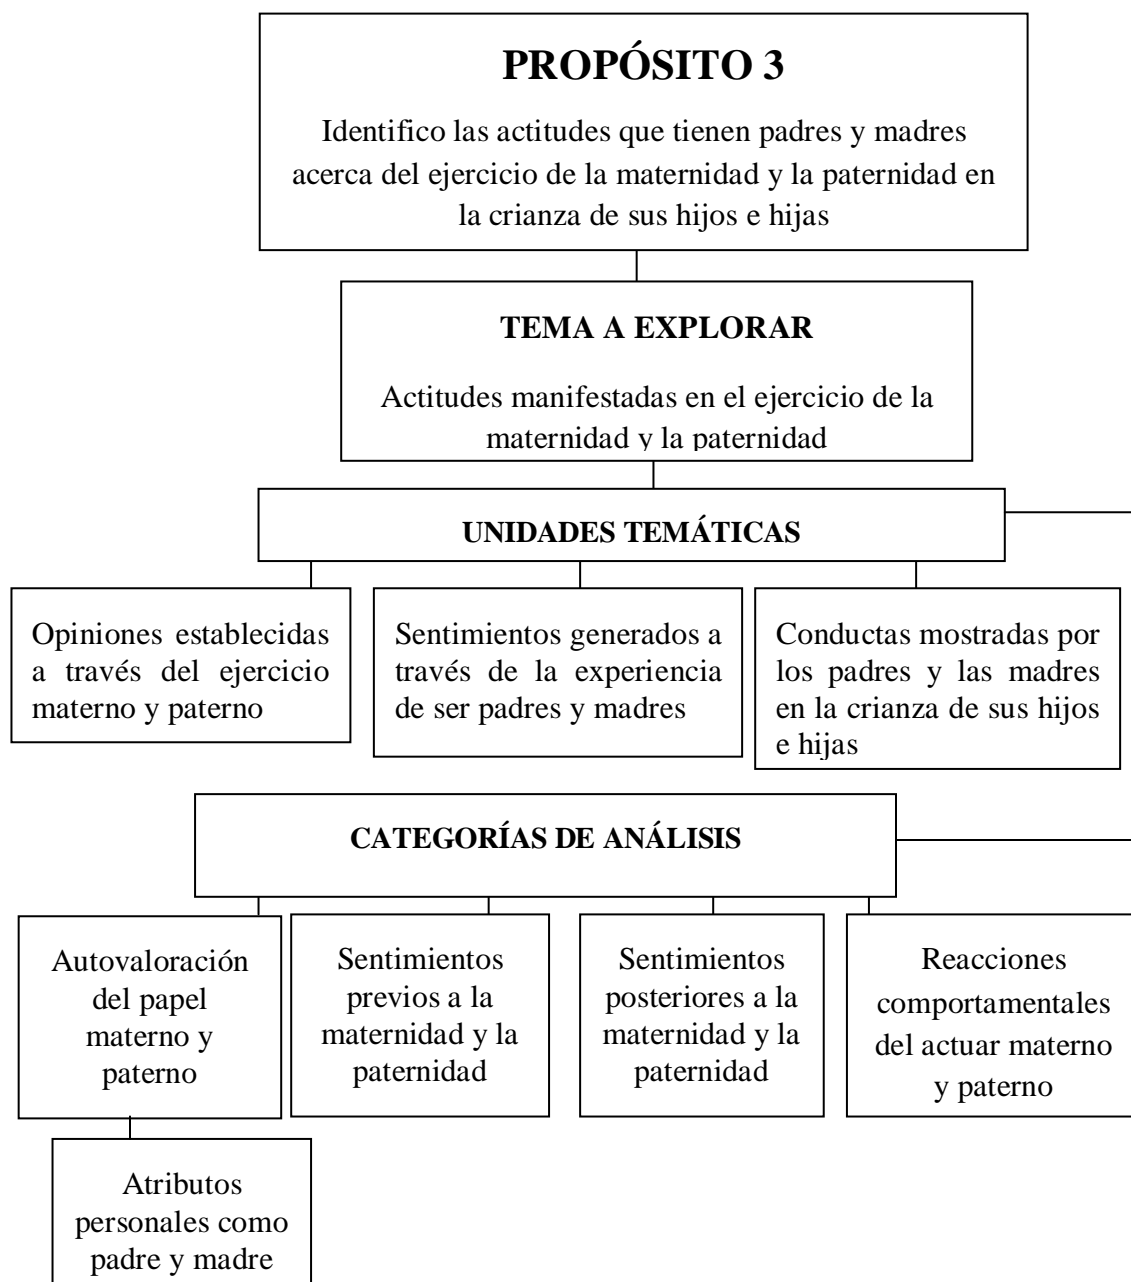 PROPÓSITO 3
Identifico las actitudes que tienen padres y madres
acerca del ejercicio de la maternidad y la paternidad en
la crianza de sus hijos e hijas
TEMA A EXPLORAR
Actitudes manifestadas en el ejercicio de la
maternidad y la paternidad
UNIDADES TEMÁTICAS
Opiniones establecidas
a través del ejercicio
materno y paterno
Sentimientos generados a
través de la experiencia
de ser padres y madres
Conductas mostradas por
los padres y las madres
en la crianza de sus hijos
e hijas
CATEGORÍAS DE ANÁLISIS
Autovaloración
del papel
materno y
paterno
Sentimientos
previos a la
maternidad y la
paternidad
Sentimientos
posteriores a la
maternidad y la
paternidad
Reacciones
comportamentales
del actuar materno
y paterno
Atributos
personales como
padre y madre